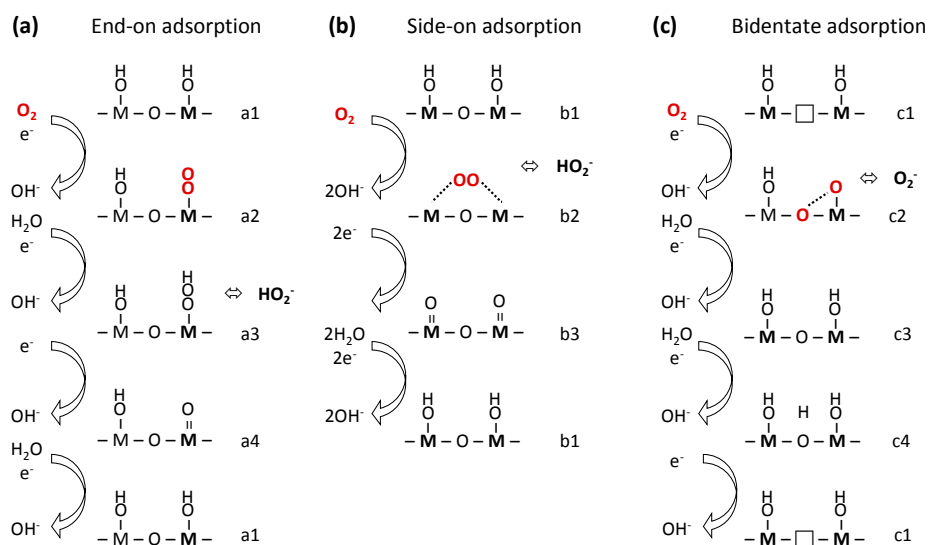 (a) End-on adsorption
H H
O O
O₂ – M – O – M – a1
e⁻
H O
OH⁻ O O
– M – O – M – a2
H₂O
e⁻
H
H O ⇔ HO₂⁻
OH⁻ O O
– M – O – M – a3
e⁻
H
OH⁻ O O
– M – O – M – a4
H₂O
e⁻
H H
OH⁻ O O
– M – O – M – a1
(b) Side-on adsorption
H H
O O
O₂ – M – O – M – b1
e⁻
⇔ HO₂⁻
2OH⁻ OO
– M – O – M – b2
2e⁻
O O
2H₂O – M – O – M – b3
2e⁻
H H
2OH⁻ O O
– M – O – M – b1
(c) Bidentate adsorption
H H
O O
O₂ – M – □ – M – c1
e⁻
H
OH⁻ O O ⇔ O₂⁻
– M – O – M – c2
H₂O
e⁻
H H
OH⁻ O O
H₂O – M – O – M – c3
e⁻
H H H
OH⁻ O O
– M – O – M – c4
e⁻
H H
OH⁻ O O
– M – □ – M – c1